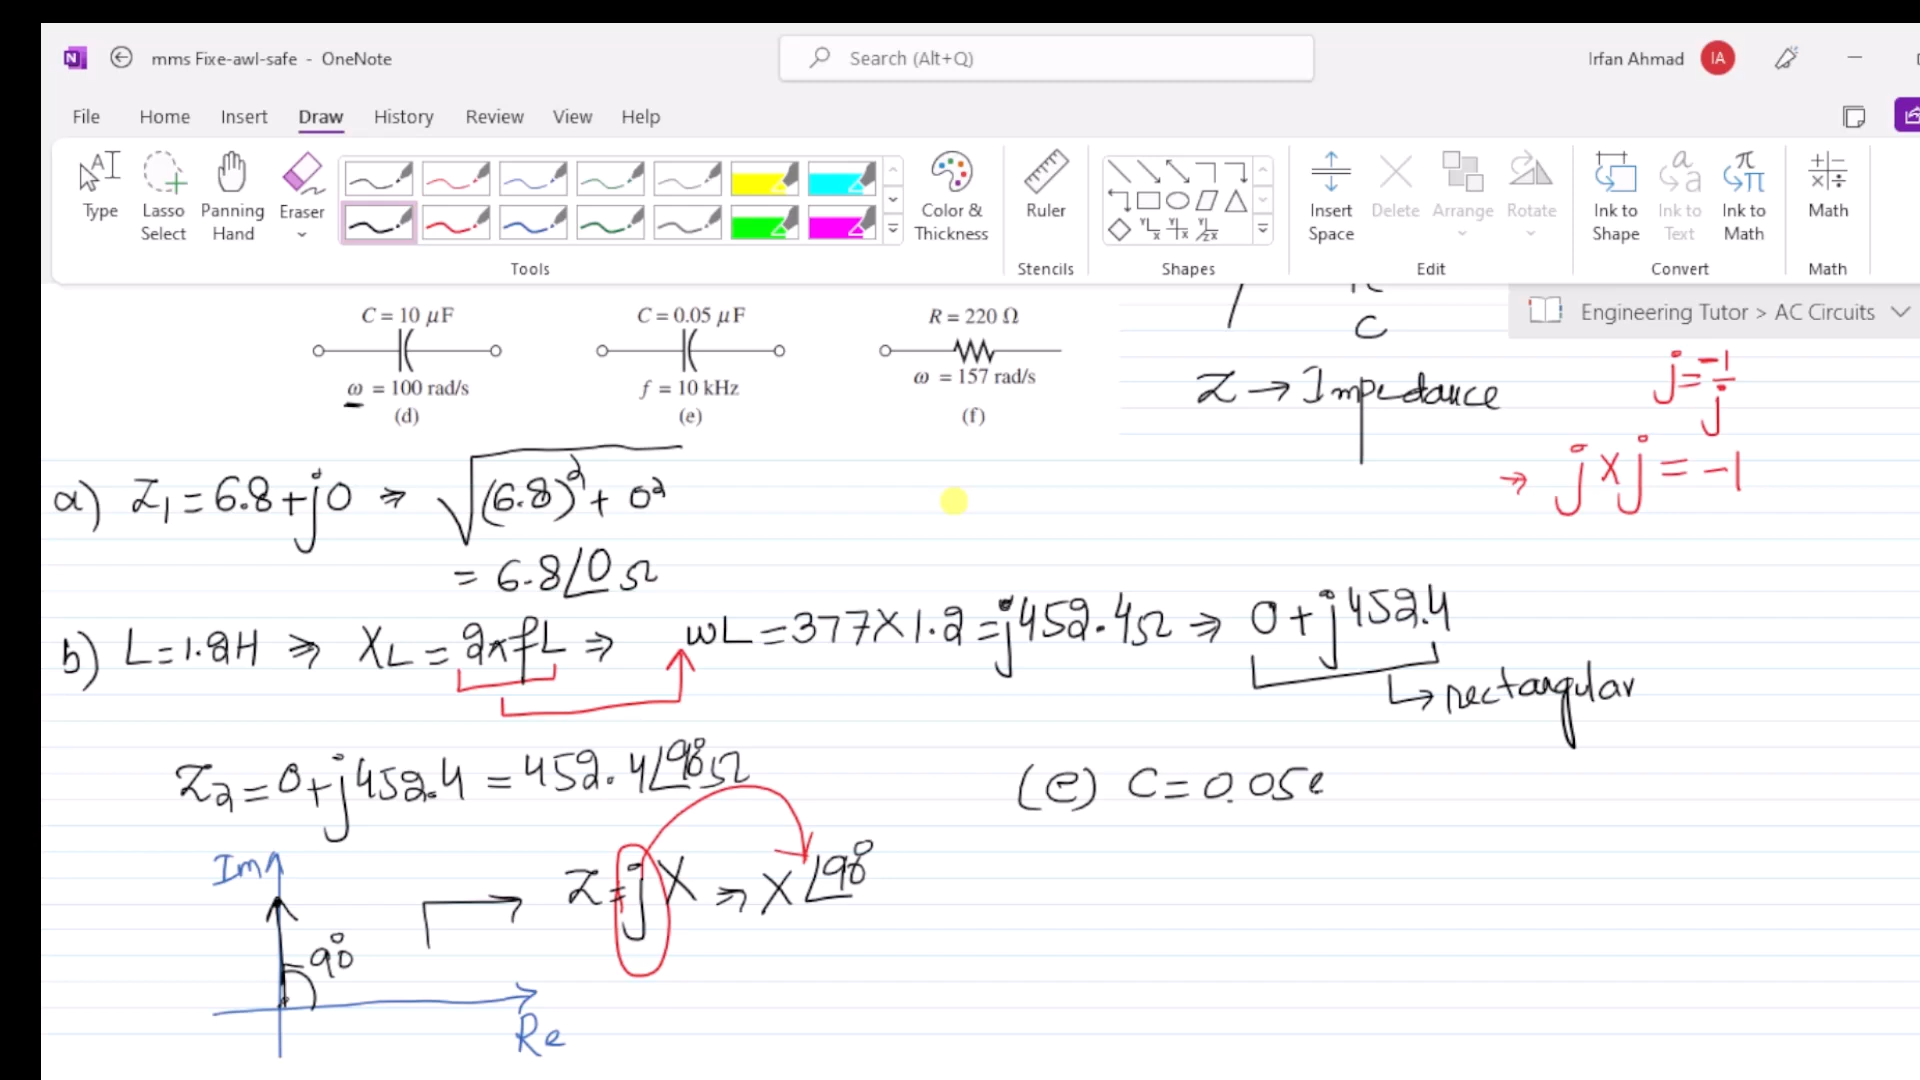 mms Fixe-awl-safe - OneNote
Search (Alt+Q)
Irfan Ahmad IA
File Home Insert Draw History Review View Help
Type
Lasso Select
Panning Hand
Eraser
Color & Thickness
Ruler
Insert Space
Delete
Arrange
Rotate
Ink to Shape
Ink to Text
Ink to Math
Math
Tools Stencils Shapes Edit Convert Math
Engineering Tutor > AC Circuits
C = 10 μF
ω = 100 rad/s
(d)
C = 0.05 μF
f = 10 kHz
(e)
R = 220 Ω
ω = 157 rad/s
(f)
C
Z → Impedance
j = -1/j
→ j × j = -1
a) Z₁ = 6.8 + j0 ⇒ √((6.8)² + 0²)
= 6.8∠0 Ω
b) L = 1.2H ⇒ X_L = 2πfL ⇒ ωL = 377 × 1.2 = j452.4Ω ⇒ 0 + j452.4
↳ rectangular
Z₂ = 0 + j452.4 = 452.4∠90° Ω
(e) C = 0.05
Im
90°
Re
Z = jX ⇒ X∠90°